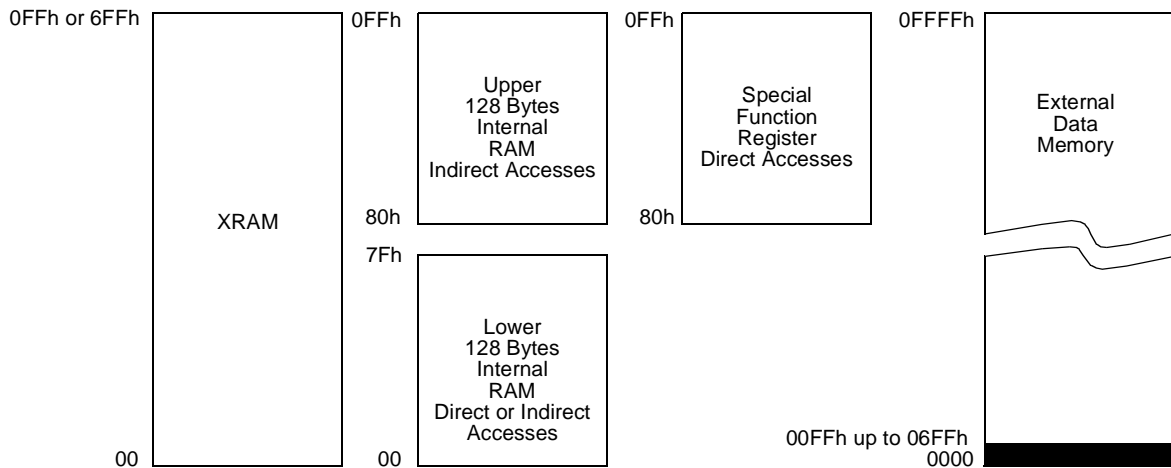 0FFh or 6FFh
XRAM
00
0FFh
Upper
128 Bytes
Internal
RAM
Indirect Accesses
80h
7Fh
Lower
128 Bytes
Internal
RAM
Direct or Indirect
Accesses
00
0FFh
Special
Function
Register
Direct Accesses
80h
0FFFFh
External
Data
Memory
00FFh up to 06FFh
0000